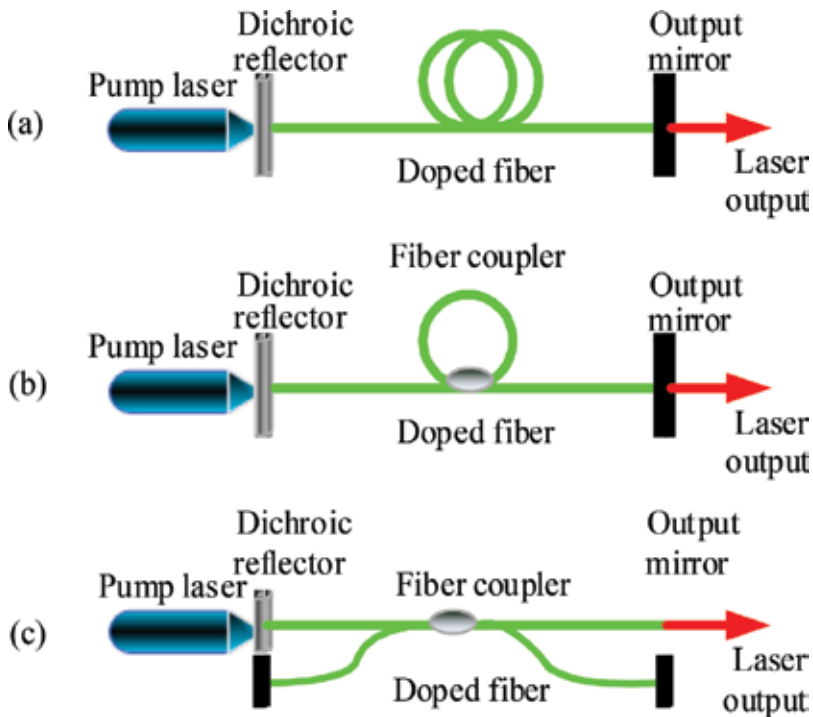 (a)
Pump laser
Dichroic
reflector
Doped fiber
Output
mirror
Laser
output
(b)
Pump laser
Dichroic
reflector
Fiber coupler
Doped fiber
Output
mirror
Laser
output
(c)
Pump laser
Dichroic
reflector
Fiber coupler
Doped fiber
Output
mirror
Laser
output